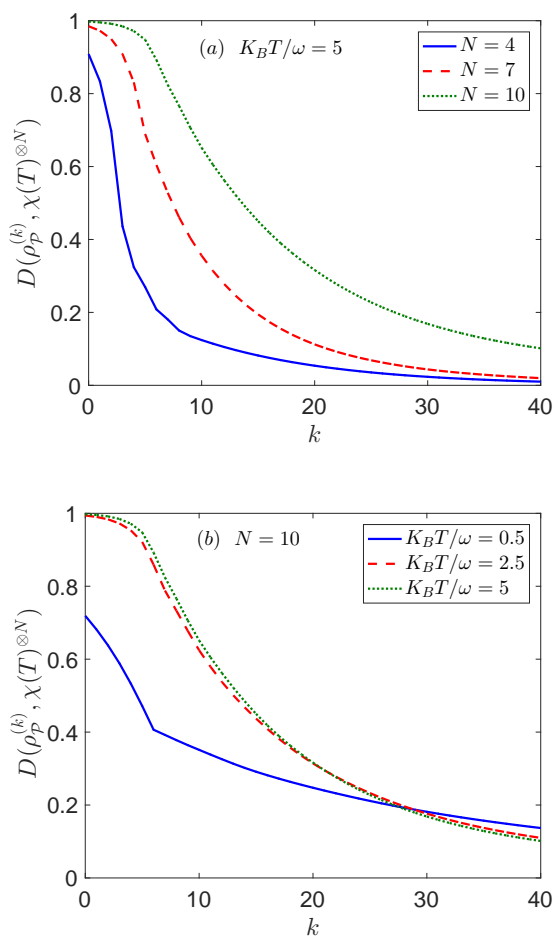 1
0.8
0.6
0.4
0.2
0
0 10 20 30 40
k
D(ρ_𝒫^{(k)}, χ(T)^{⊗N})
(a) K_BT/ω = 5
N = 4
N = 7
N = 10
1
0.8
0.6
0.4
0.2
0
0 10 20 30 40
k
D(ρ_𝒫^{(k)}, χ(T)^{⊗N})
(b) N = 10
K_BT/ω = 0.5
K_BT/ω = 2.5
K_BT/ω = 5